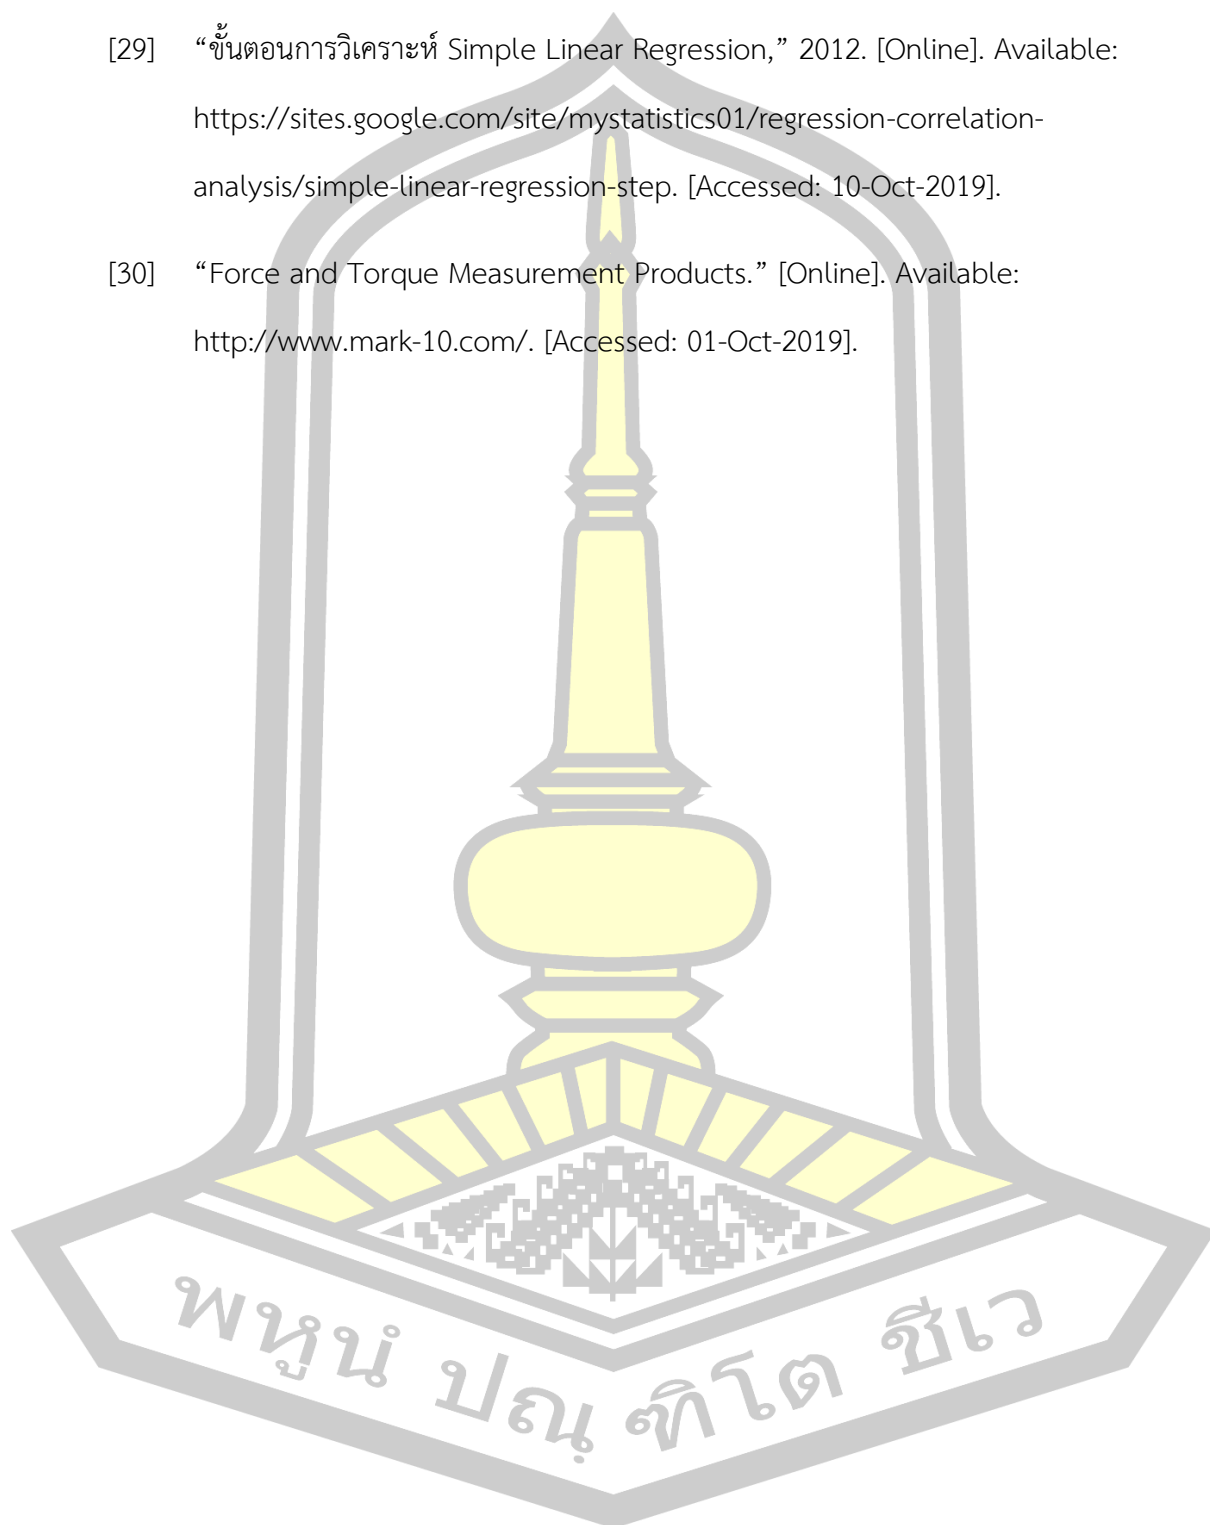 [29] “ขั้นตอนการวิเคราะห์ Simple Linear Regression,” 2012. [Online]. Available:
https://sites.google.com/site/mystatistics01/regression-correlation-
analysis/simple-linear-regression-step. [Accessed: 10-Oct-2019].
[30] “Force and Torque Measurement Products.” [Online]. Available:
http://www.mark-10.com/. [Accessed: 01-Oct-2019].
พหูนํ ปณฺฑิโต ชีเว